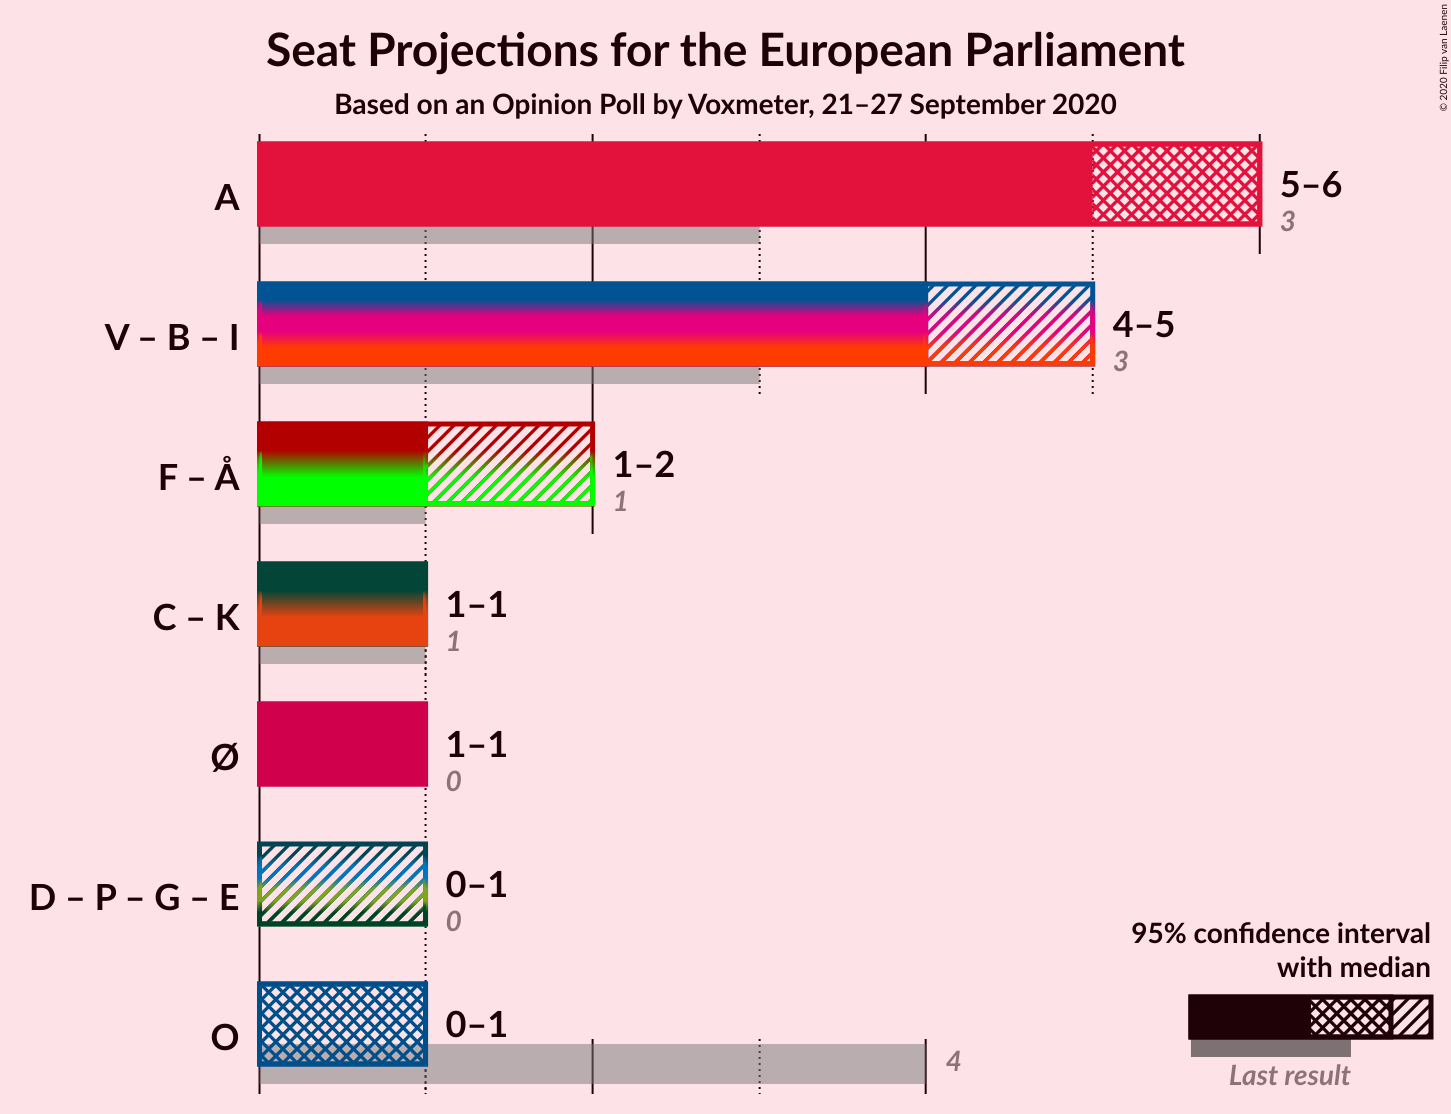 Seat Projections for the European Parliament
Based on an Opinion Poll by Voxmeter, 21–27 September 2020
© 2020 Filip van Laenen
A
5–6
3
V – B – I
4–5
3
F – Å
1–2
1
C – K
1–1
1
Ø
1–1
0
D – P – G – E
0–1
0
O
0–1
4
95% confidence interval
with median
Last result